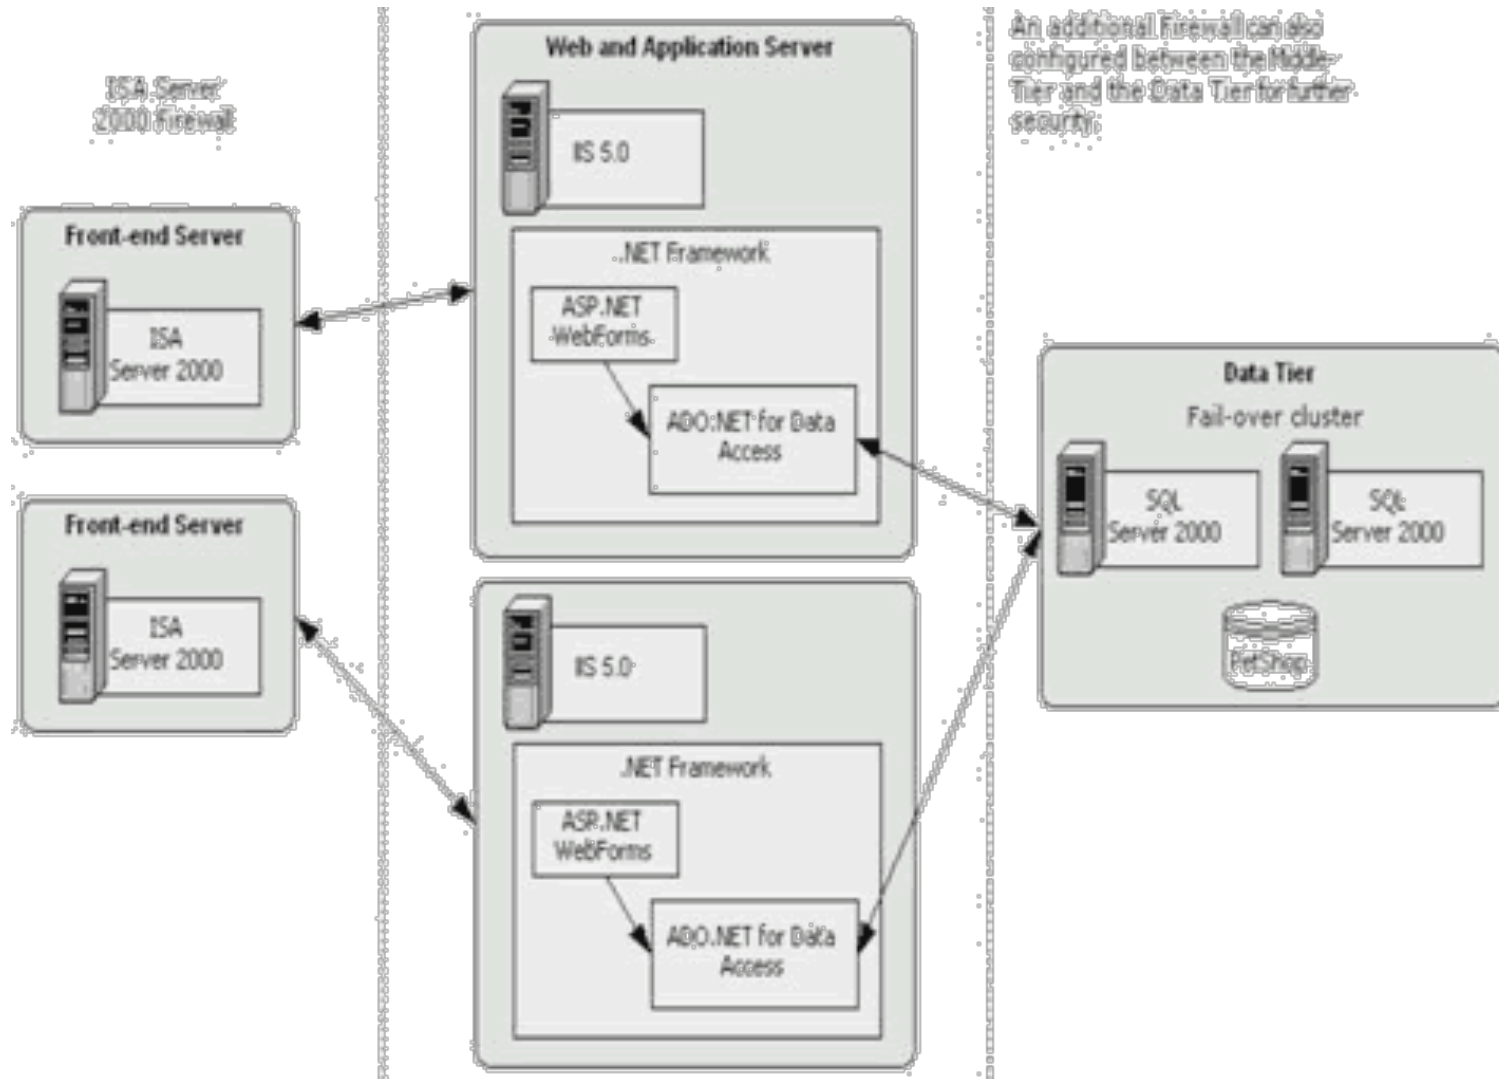 ISA Server
2000 Firewall
Front-end Server
ISA
Server 2000
Front-end Server
ISA
Server 2000
Web and Application Server
IIS 5.0
.NET Framework
ASP.NET
WebForms
ADO.NET for Data
Access
IIS 5.0
.NET Framework
ASP.NET
WebForms
ADO.NET for Data
Access
An additional Firewall can also
configured between the Middle-
Tier and the Data Tier for further
security.
Data Tier
Fail-over cluster
SQL
Server 2000
SQL
Server 2000
PetShop